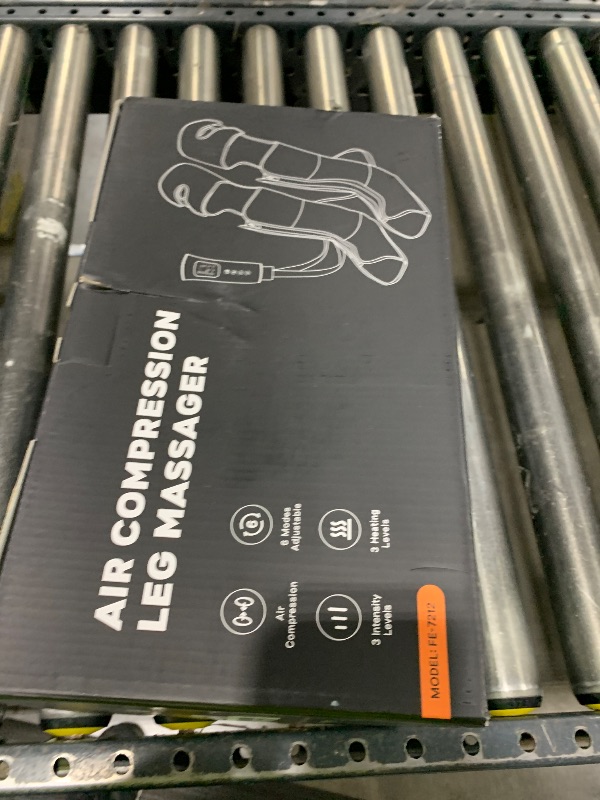 AIR COMPRESSION
LEG MASSAGER
Air
Compression
6 Modes
Adjustable
3 Intensity
Levels
3 Heating
Levels
MODEL: FE-7212